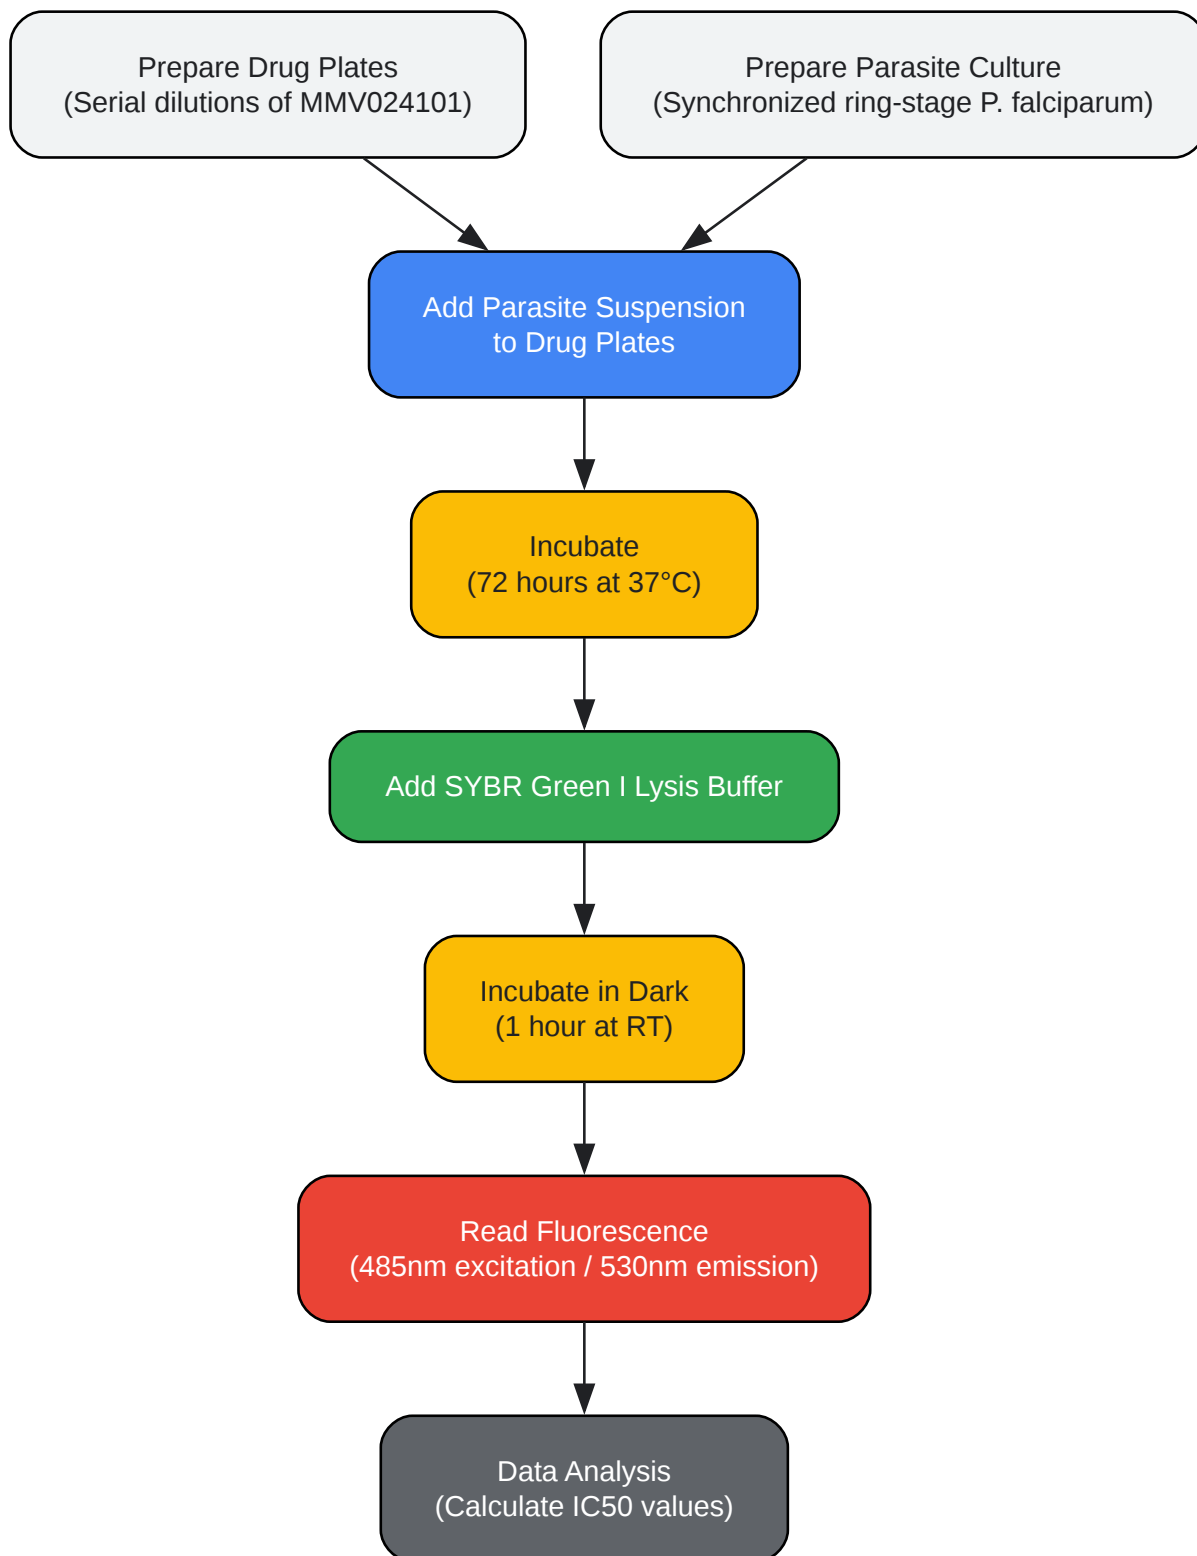 Prepare Drug Plates
(Serial dilutions of MMV024101)
Prepare Parasite Culture
(Synchronized ring-stage P. falciparum)
Add Parasite Suspension
to Drug Plates
Incubate
(72 hours at 37°C)
Add SYBR Green I Lysis Buffer
Incubate in Dark
(1 hour at RT)
Read Fluorescence
(485nm excitation / 530nm emission)
Data Analysis
(Calculate IC50 values)